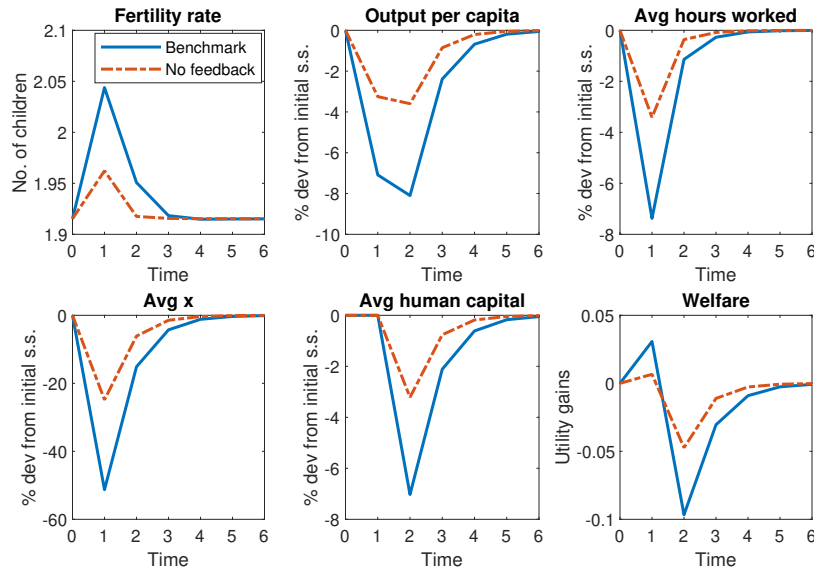 Fertility rate
2.1
2.05
2
1.95
1.9
No. of children
Benchmark
No feedback
0 1 2 3 4 5 6
Time
Output per capita
0
-2
-4
-6
-8
-10
% dev from initial s.s.
0 1 2 3 4 5 6
Time
Avg hours worked
0
-2
-4
-6
-8
% dev from initial s.s.
0 1 2 3 4 5 6
Time
Avg x
0
-20
-40
-60
% dev from initial s.s.
0 1 2 3 4 5 6
Time
Avg human capital
0
-2
-4
-6
-8
% dev from initial s.s.
0 1 2 3 4 5 6
Time
Welfare
0.05
0
-0.05
-0.1
Utility gains
0 1 2 3 4 5 6
Time